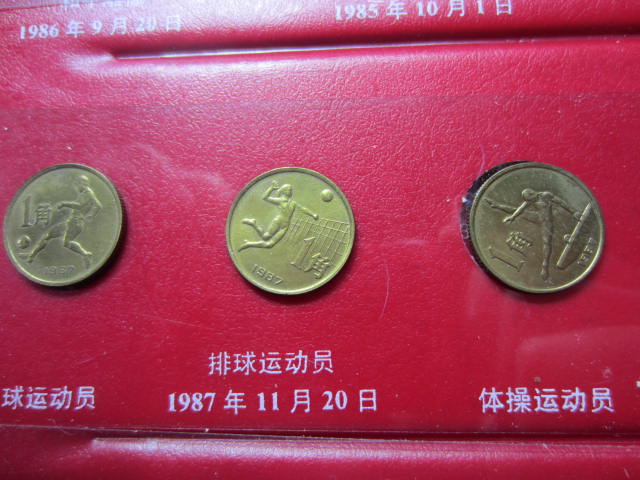 1986 年 9 月 20 日
1985 年 10 月 1 日
1角
1987
1角
1987
1角
1987
排球运动员
1987 年 11 月 20 日
球运动员
体操运动员